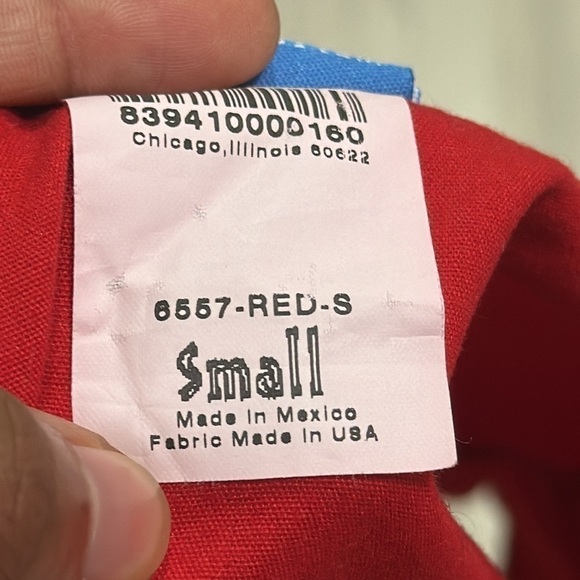 839410000160
Chicago,Illinois 60622
6557-RED-S
Small
Made in Mexico
Fabric Made in USA